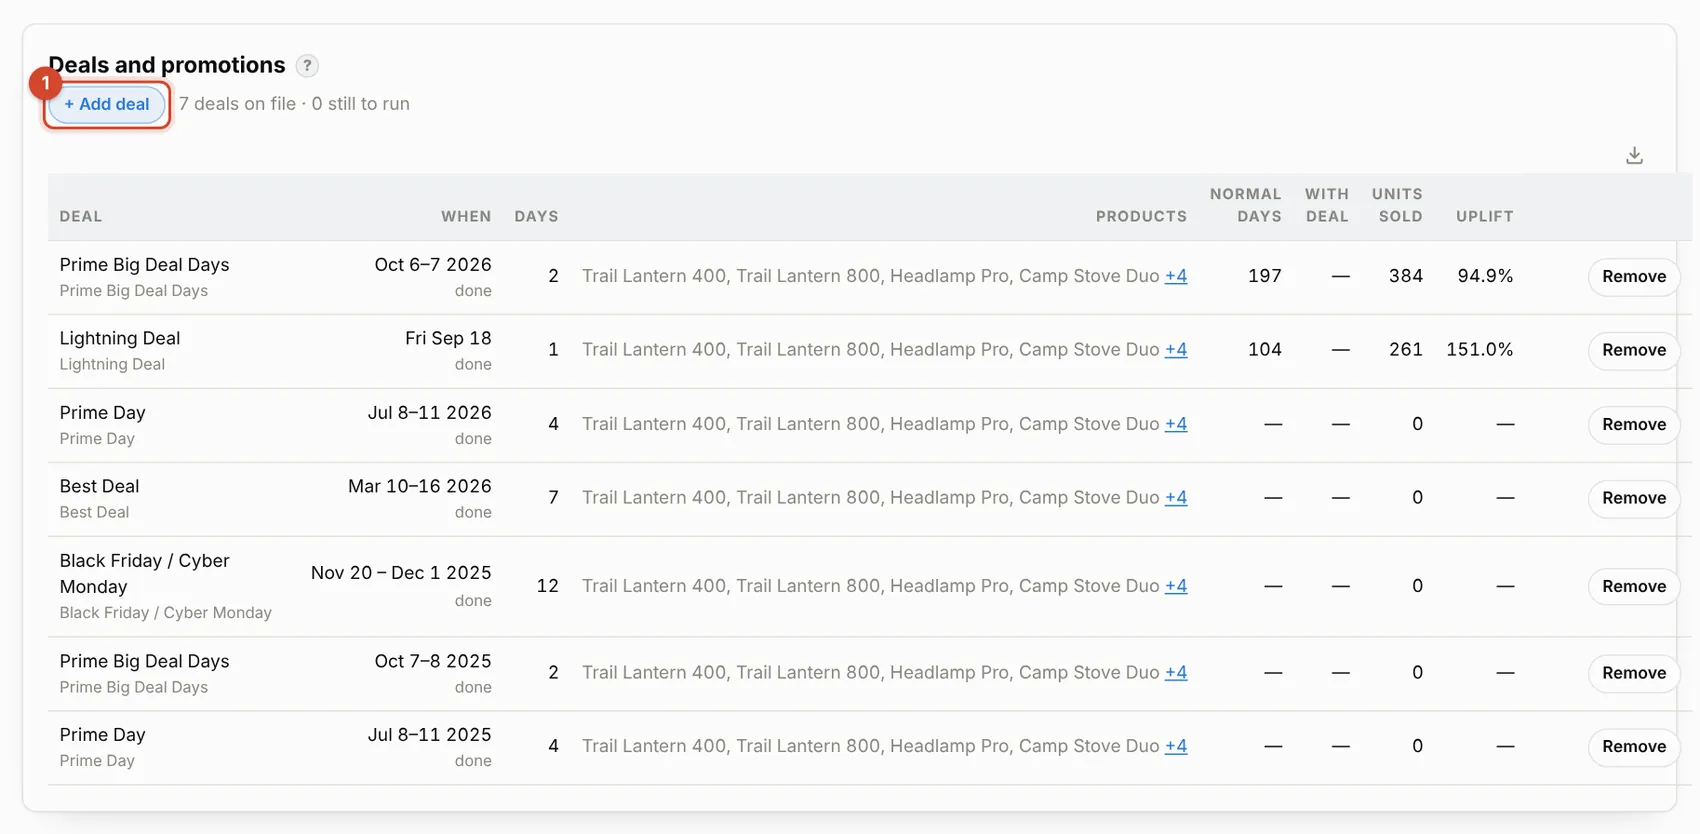 Deals and promotions ?
1
+ Add deal 7 deals on file · 0 still to run
DEAL WHEN DAYS PRODUCTS NORMAL DAYS WITH DEAL UNITS SOLD UPLIFT
Prime Big Deal Days Oct 6–7 2026 2 Trail Lantern 400, Trail Lantern 800, Headlamp Pro, Camp Stove Duo +4 197 — 384 94.9% Remove
Prime Big Deal Days done
Lightning Deal Fri Sep 18 1 Trail Lantern 400, Trail Lantern 800, Headlamp Pro, Camp Stove Duo +4 104 — 261 151.0% Remove
Lightning Deal done
Prime Day Jul 8–11 2026 4 Trail Lantern 400, Trail Lantern 800, Headlamp Pro, Camp Stove Duo +4 — — 0 — Remove
Prime Day done
Best Deal Mar 10–16 2026 7 Trail Lantern 400, Trail Lantern 800, Headlamp Pro, Camp Stove Duo +4 — — 0 — Remove
Best Deal done
Black Friday / Cyber
Monday Nov 20 – Dec 1 2025 12 Trail Lantern 400, Trail Lantern 800, Headlamp Pro, Camp Stove Duo +4 — — 0 — Remove
Black Friday / Cyber Monday done
Prime Big Deal Days Oct 7–8 2025 2 Trail Lantern 400, Trail Lantern 800, Headlamp Pro, Camp Stove Duo +4 — — 0 — Remove
Prime Big Deal Days done
Prime Day Jul 8–11 2025 4 Trail Lantern 400, Trail Lantern 800, Headlamp Pro, Camp Stove Duo +4 — — 0 — Remove
Prime Day done